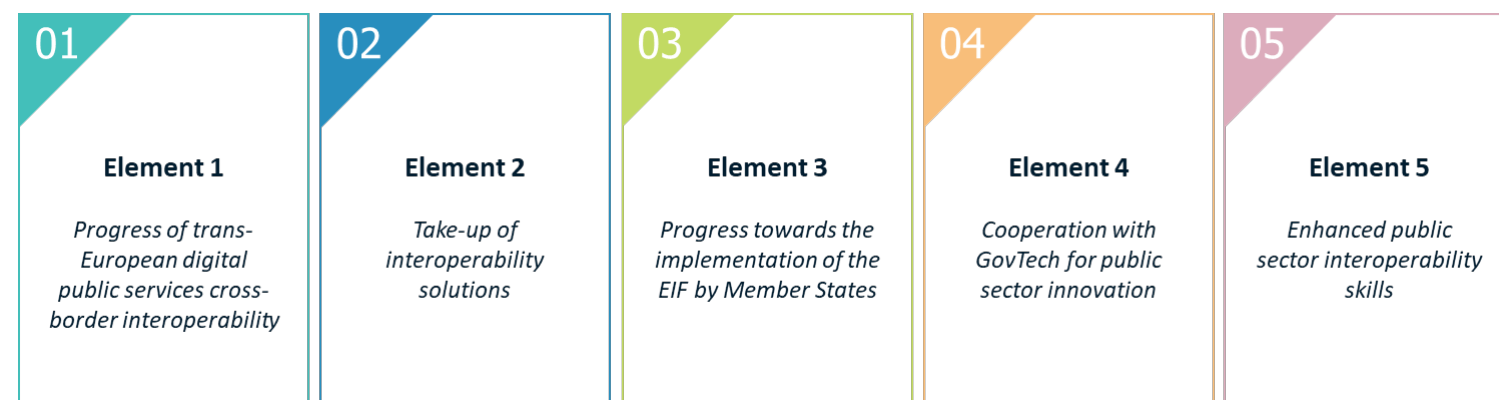 01
Element 1
Progress of trans-
European digital
public services cross-
border interoperability
02
Element 2
Take-up of
interoperability
solutions
03
Element 3
Progress towards the
implementation of the
EIF by Member States
04
Element 4
Cooperation with
GovTech for public
sector innovation
05
Element 5
Enhanced public
sector interoperability
skills